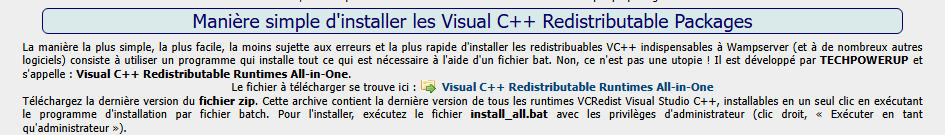 Manière simple d'installer les Visual C++ Redistributable Packages
La manière la plus simple, la plus facile, la moins sujette aux erreurs et la plus rapide d'installer les redistribuables VC++ indispensables à Wampserver (et à de nombreux autres
logiciels) consiste à utiliser un programme qui installe tout ce qui est nécessaire à l'aide d'un fichier bat. Non, ce n'est pas une utopie ! Il est développé par TECHPOWERUP et
s'appelle : Visual C++ Redistributable Runtimes All-in-One.
Le fichier à télécharger se trouve ici : Visual C++ Redistributable Runtimes All-in-One
Téléchargez la dernière version du fichier zip. Cette archive contient la dernière version de tous les runtimes VCRedist Visual Studio C++, installables en un seul clic en exécutant
le programme d'installation par fichier batch. Pour l'installer, exécutez le fichier install_all.bat avec les privilèges d'administrateur (clic droit, « Exécuter en tant
qu'administrateur »).